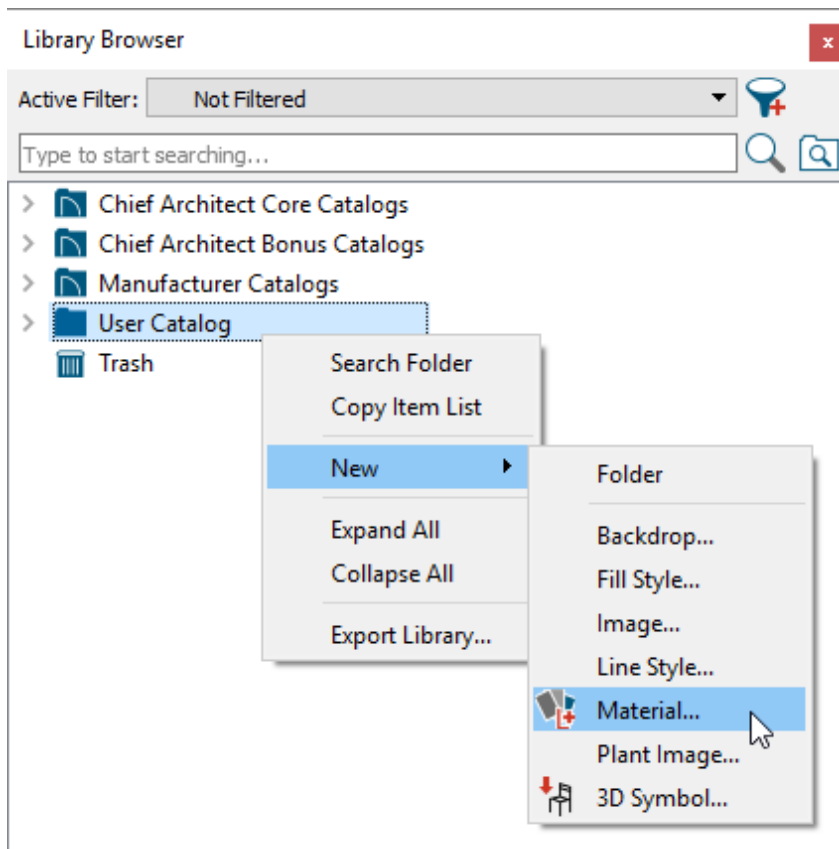 Library Browser
x
Active Filter: Not Filtered
Type to start searching...
Chief Architect Core Catalogs
Chief Architect Bonus Catalogs
Manufacturer Catalogs
User Catalog
Trash
Search Folder
Copy Item List
New
Expand All
Collapse All
Export Library...
Folder
Backdrop...
Fill Style...
Image...
Line Style...
Material...
Plant Image...
3D Symbol...